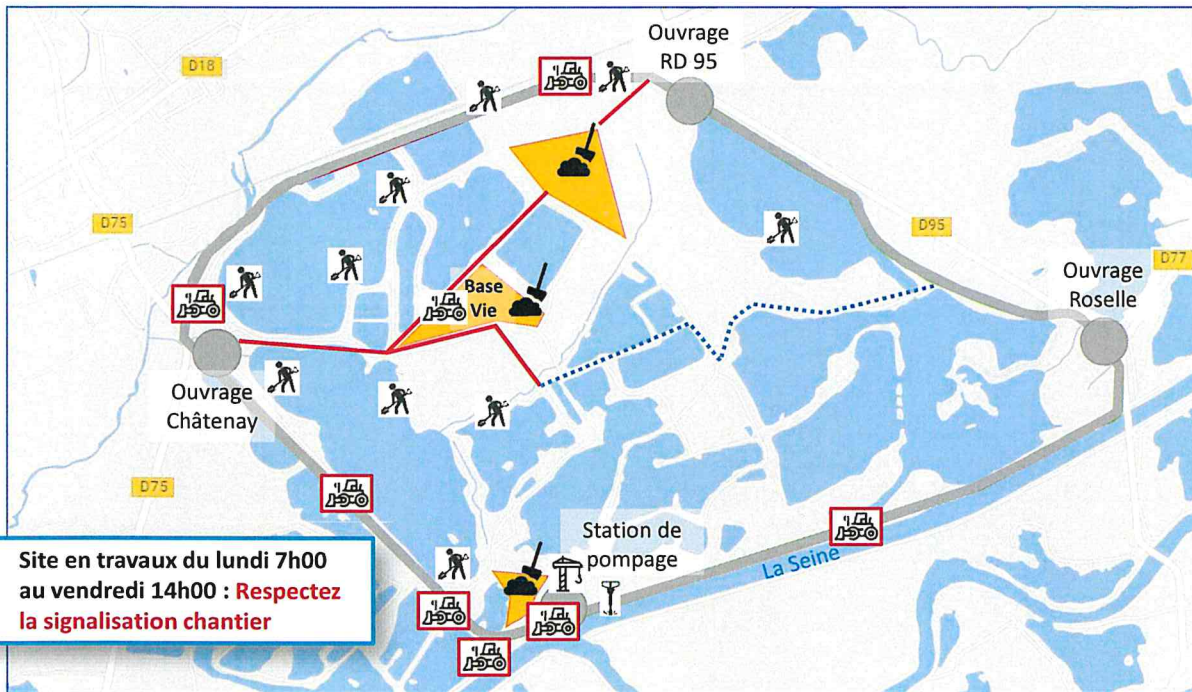 Ouvrage
RD 95
D18
D75
D95
D77
Ouvrage
Roselle
Base
Vie
Ouvrage
Châtenay
D75
Station de
pompage
La Seine
Site en travaux du lundi 7h00
au vendredi 14h00 : Respectez
la signalisation chantier